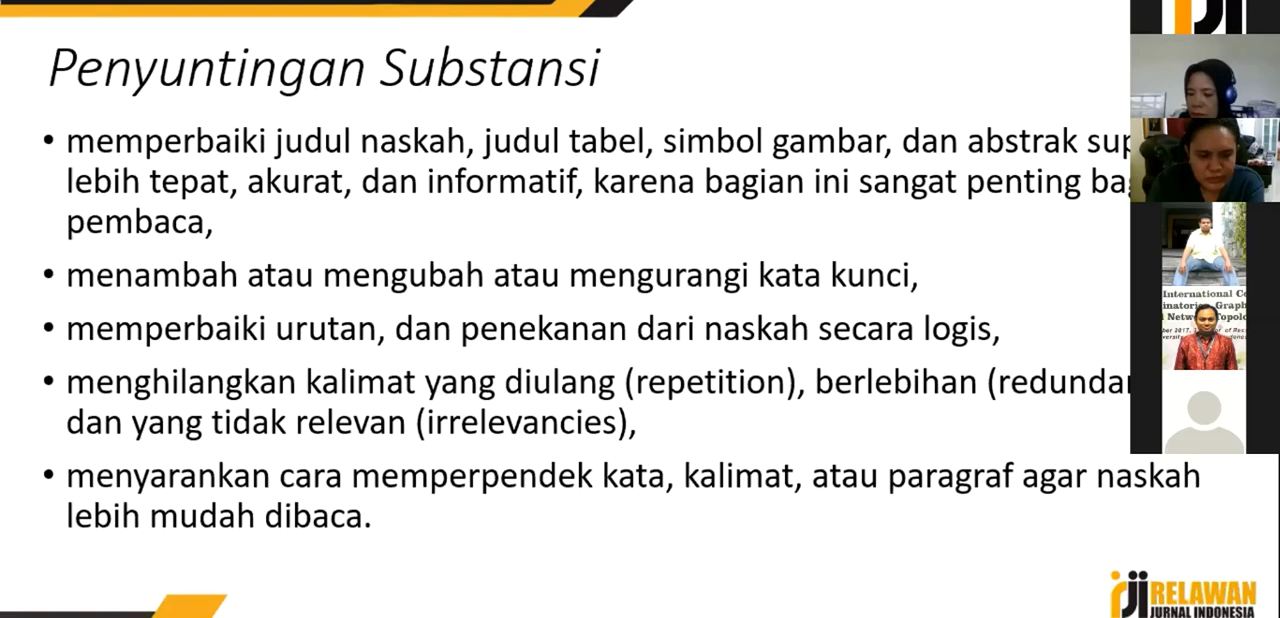 Penyuntingan Substansi
• memperbaiki judul naskah, judul tabel, simbol gambar, dan abstrak
lebih tepat, akurat, dan informatif, karena bagian ini sangat penting
pembaca,
• menambah atau mengubah atau mengurangi kata kunci,
• memperbaiki urutan, dan penekanan dari naskah secara logis,
• menghilangkan kalimat yang diulang (repetition), berlebihan
dan yang tidak relevan (irrelevancies),
• menyarankan cara memperpendek kata, kalimat, atau paragraf agar naskah
lebih mudah dibaca.
International
2017,
of
RELAWAN
JURNAL INDONESIA